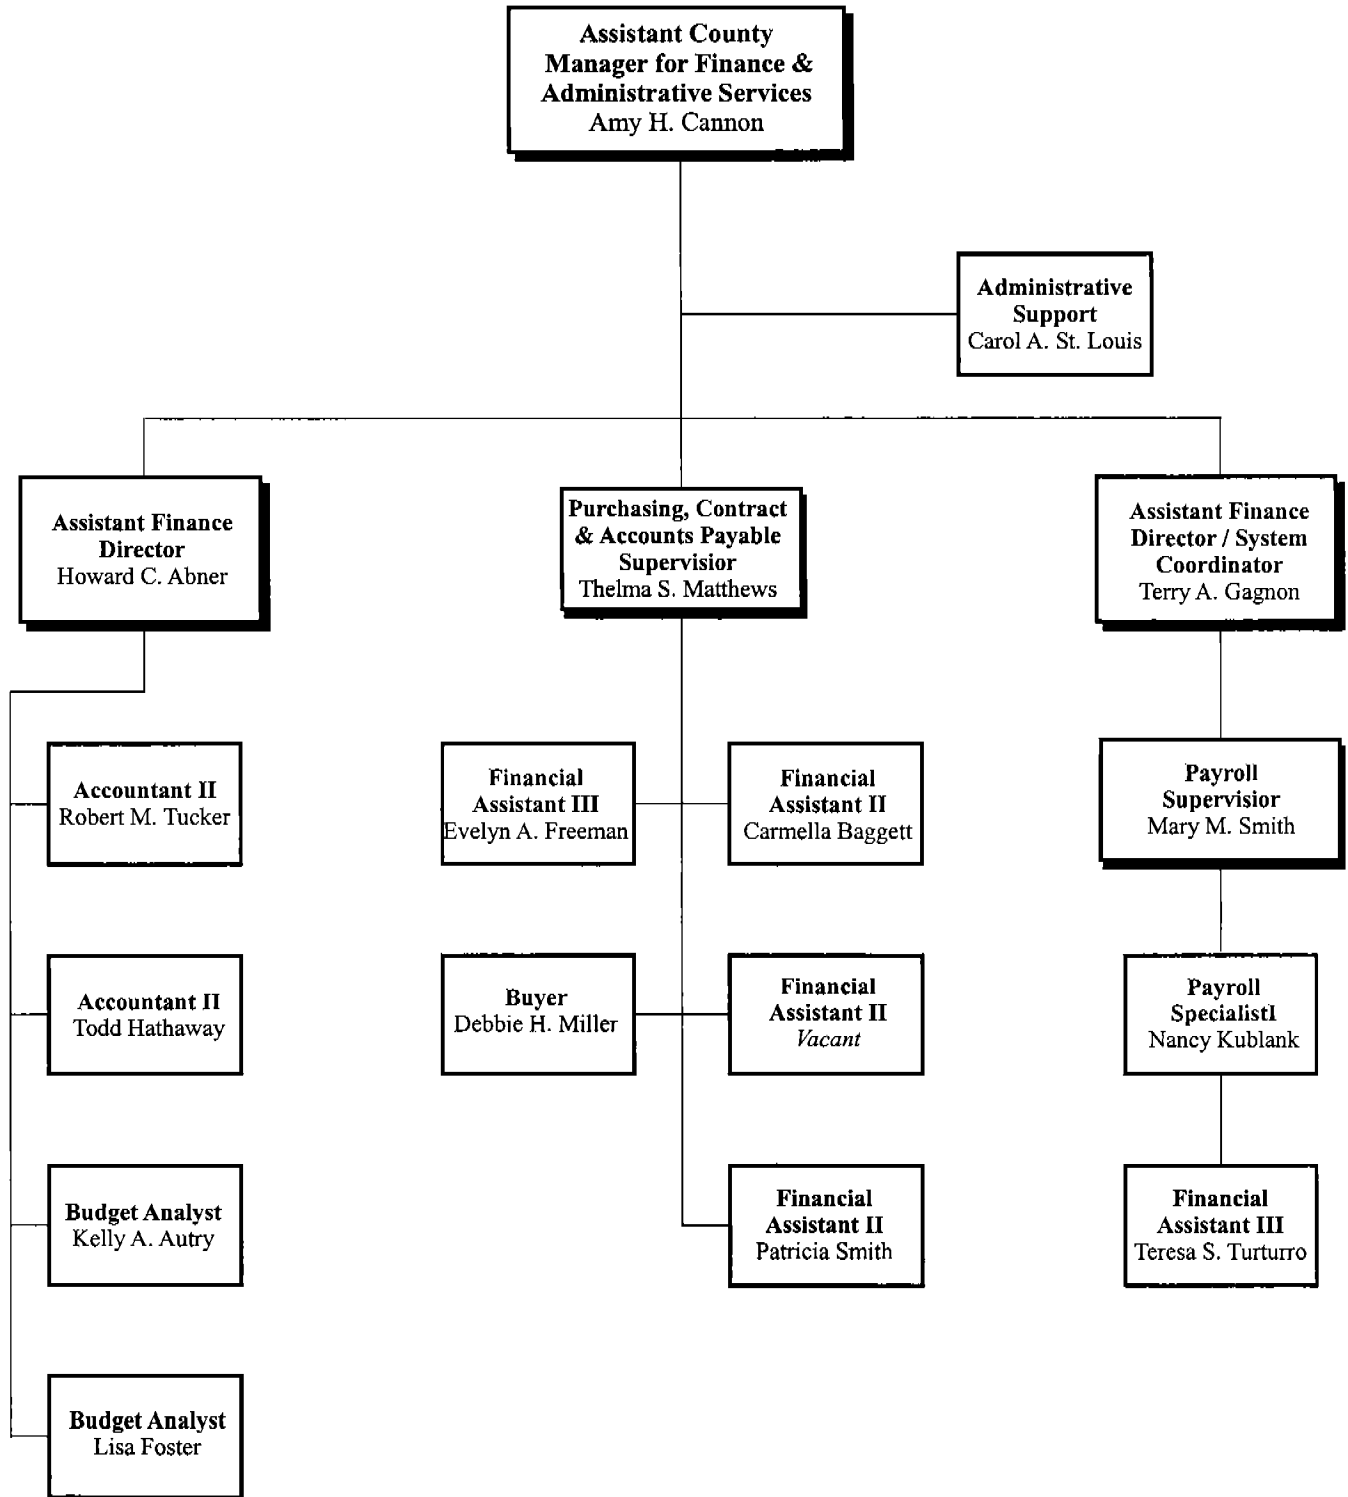 Assistant County
Manager for Finance &
Administrative Services
Amy H. Cannon
Administrative
Support
Carol A. St. Louis
Assistant Finance
Director
Howard C. Abner
Purchasing, Contract
& Accounts Payable
Supervisior
Thelma S. Matthews
Assistant Finance
Director / System
Coordinator
Terry A. Gagnon
Accountant II
Robert M. Tucker
Financial
Assistant III
Evelyn A. Freeman
Financial
Assistant II
Carmella Baggett
Payroll
Supervisior
Mary M. Smith
Accountant II
Todd Hathaway
Buyer
Debbie H. Miller
Financial
Assistant II
Vacant
Payroll
SpecialistI
Nancy Kublank
Budget Analyst
Kelly A. Autry
Financial
Assistant II
Patricia Smith
Financial
Assistant III
Teresa S. Turturro
Budget Analyst
Lisa Foster